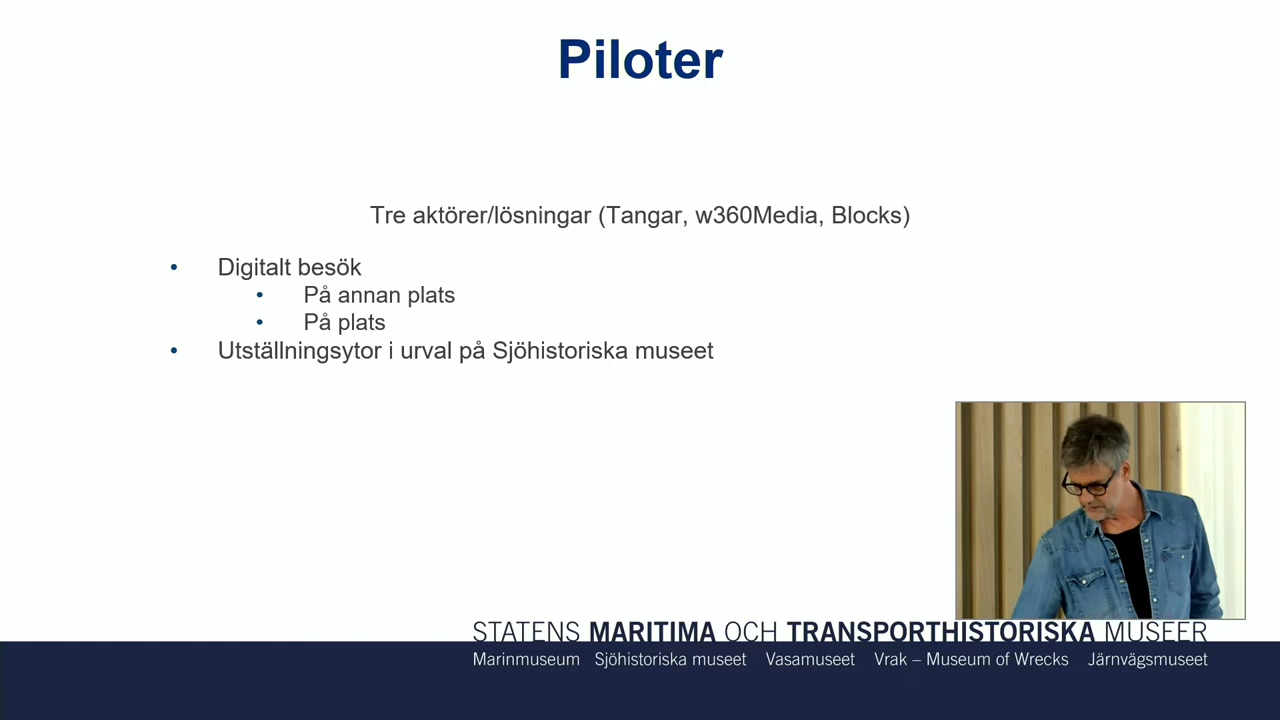 Piloter
Tre aktörer/lösningar (Tangar, w360Media, Blocks)
• Digitalt besök
• På annan plats
• På plats
• Utställningsytor i urval på Sjöhistoriska museet
STATENS MARITIMA OCH TRANSPORTHISTORISKA MUSEER
Marinmuseum Sjöhistoriska museet Vasamuseet Vrak – Museum of Wrecks Järnvägsmuseet